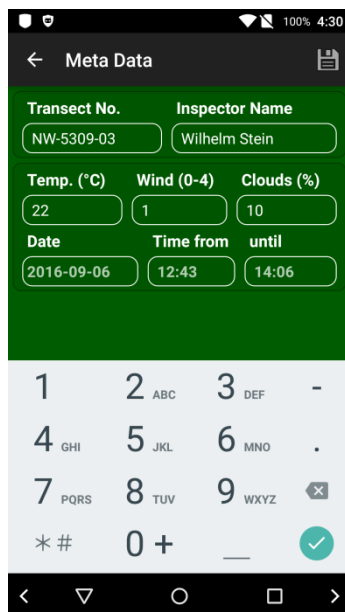 100% 4:30
Meta Data
Transect No. Inspector Name
NW-5309-03 Wilhelm Stein
Temp. (°C) Wind (0-4) Clouds (%)
22 1 10
Date Time from until
2016-09-06 12:43 14:06
1 2 ABC 3 DEF -
4 GHI 5 JKL 6 MNO .
7 PQRS 8 TUV 9 WXYZ
*# 0 + _